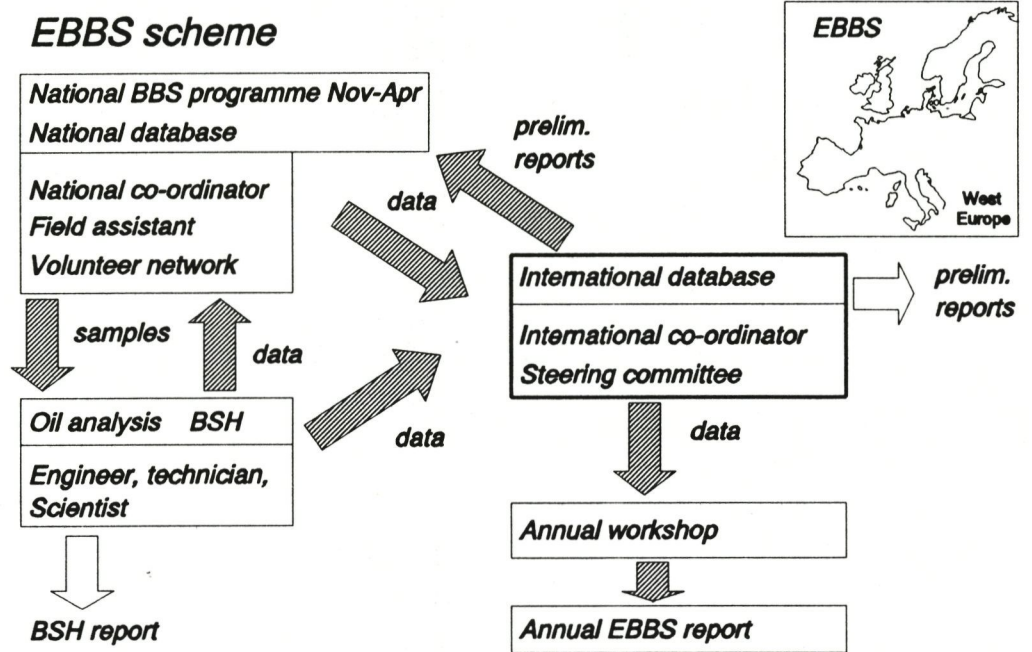 EBBS scheme
National BBS programme Nov-Apr
National database
National co-ordinator
Field assistant
Volunteer network
samples
data
Oil analysis BSH
Engineer, technician,
Scientist
BSH report
data
data
prelim.
reports
International database
International co-ordinator
Steering committee
prelim.
reports
data
Annual workshop
Annual EBBS report
EBBS
West
Europe